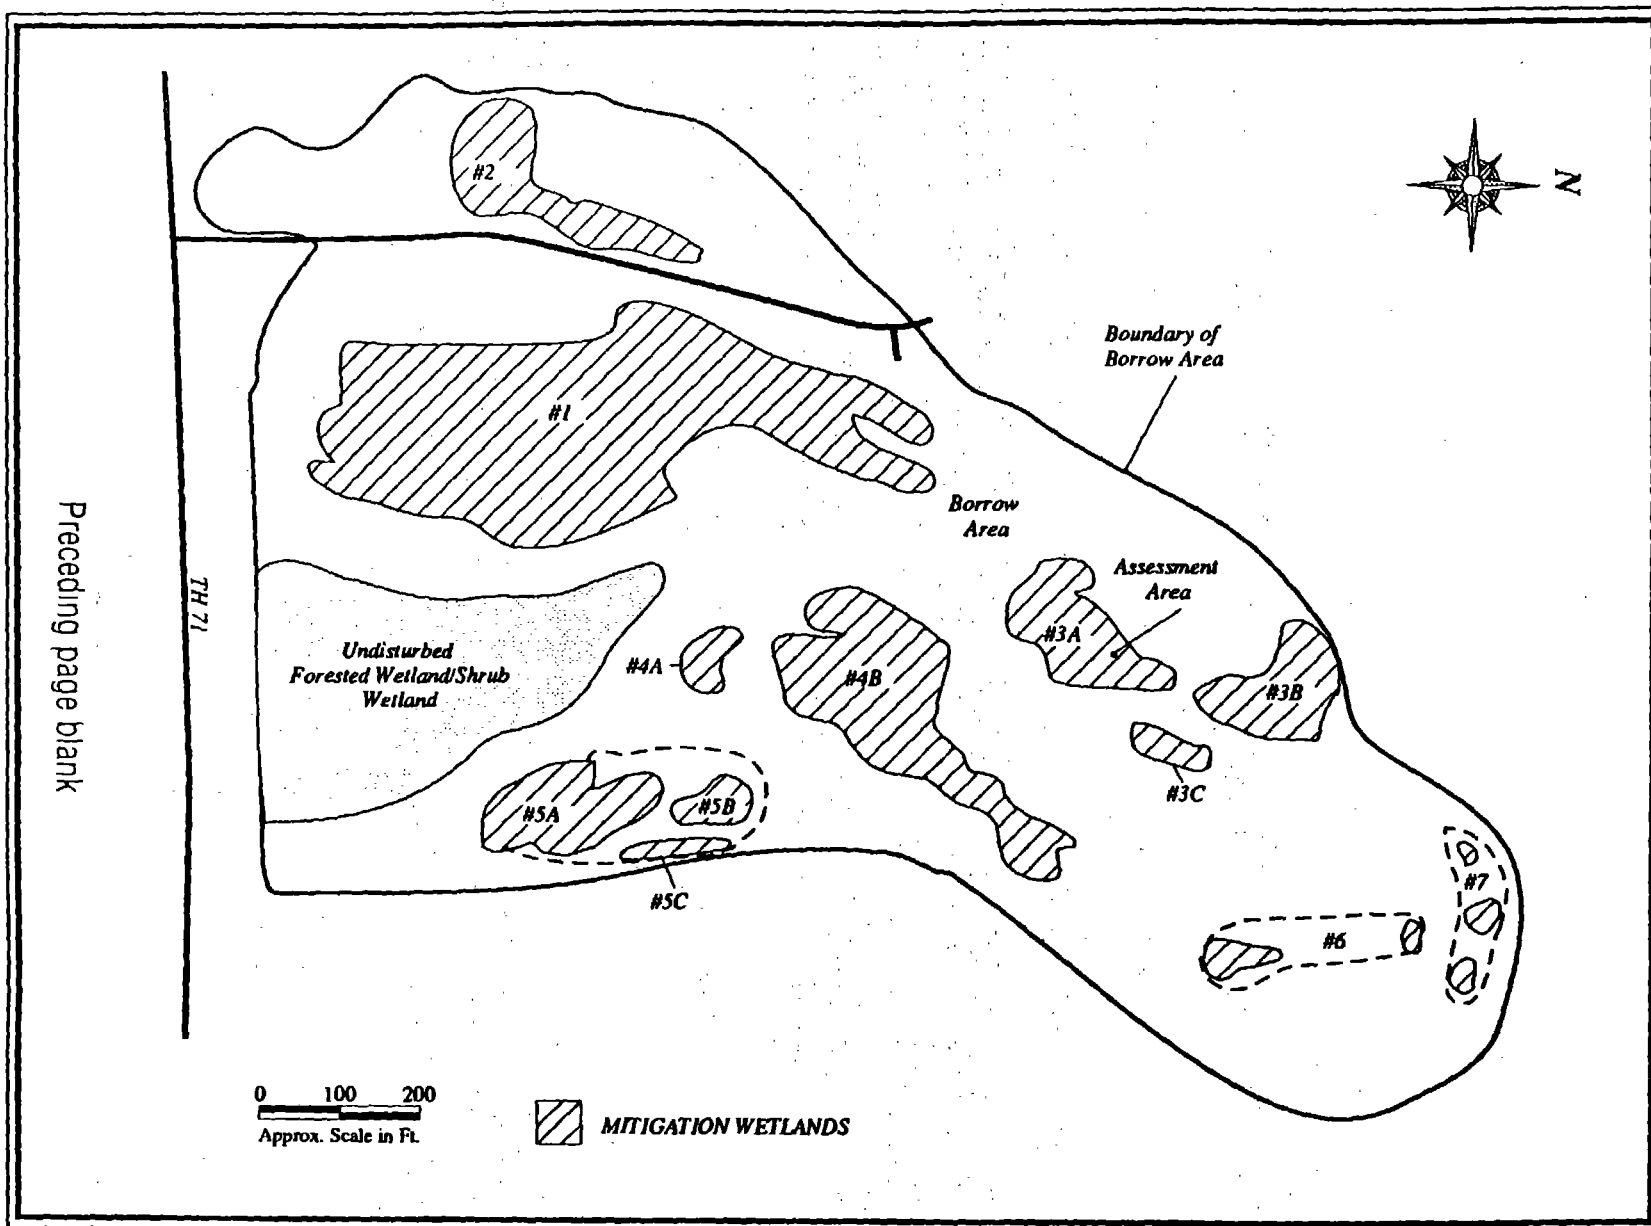 N
#2
Boundary of
Borrow Area
#1
Borrow
Area
Assessment
Area
Preceding page blank
TH 71
Undisturbed
Forested Wetland/Shrub
Wetland
#4A
#4B
#3A
#3B
#3C
#5A
#5B
#5C
#6
#7
0 100 200
Approx. Scale in Ft.
MITIGATION WETLANDS